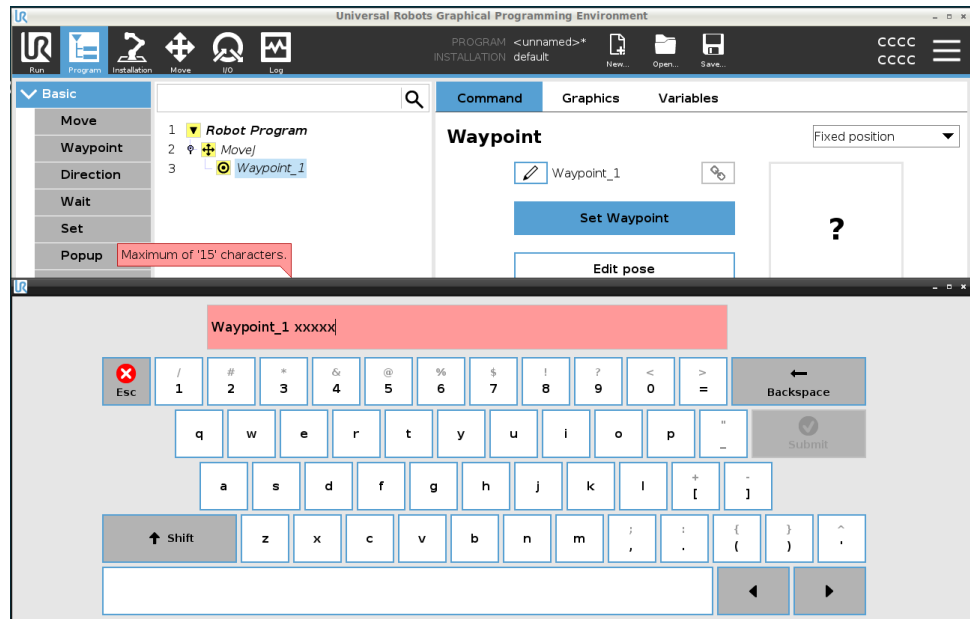 UR
Universal Robots Graphical Programming Environment
UR
Run
Program
Installation
Move
I/O
Log
PROGRAM <unnamed>*
INSTALLATION default
New...
Open...
Save...
CCCC
CCCC
Basic
Move
Waypoint
Direction
Wait
Set
Popup
1 Robot Program
2 MoveJ
3 Waypoint_1
Command Graphics Variables
Waypoint
Fixed position
Waypoint_1
Set Waypoint
?
Edit pose
Maximum of '15' characters.
UR
Waypoint_1 xxxxx
Esc
/ # * & @ % $ ! ? < >
1 2 3 4 5 6 7 8 9 0 =
Backspace
"
q w e r t y u i o p _
Submit
+ -
a s d f g h j k l [ ]
Shift
; : { } ^
z x c v b n m , . ( ) '